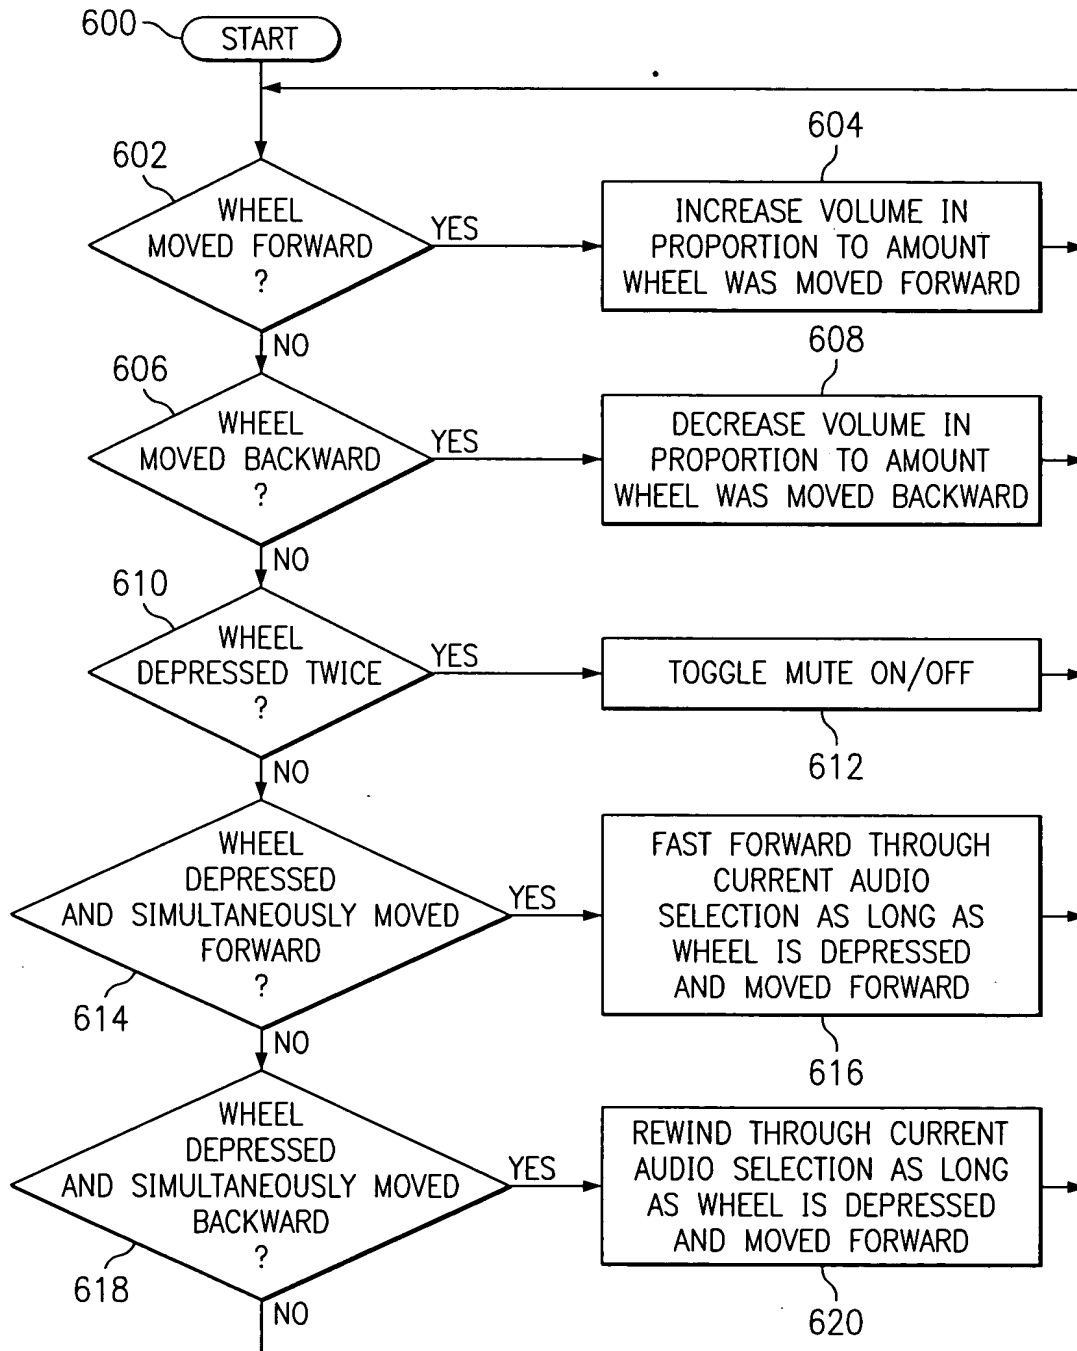 600
START
602
WHEEL
MOVED FORWARD
?
YES
604
INCREASE VOLUME IN
PROPORTION TO AMOUNT
WHEEL WAS MOVED FORWARD
NO
606
WHEEL
MOVED BACKWARD
?
YES
608
DECREASE VOLUME IN
PROPORTION TO AMOUNT
WHEEL WAS MOVED BACKWARD
NO
610
WHEEL
DEPRESSED TWICE
?
YES
TOGGLE MUTE ON/OFF
612
NO
WHEEL
DEPRESSED
AND SIMULTANEOUSLY MOVED
FORWARD
?
614
YES
FAST FORWARD THROUGH
CURRENT AUDIO
SELECTION AS LONG AS
WHEEL IS DEPRESSED
AND MOVED FORWARD
616
NO
WHEEL
DEPRESSED
AND SIMULTANEOUSLY MOVED
BACKWARD
?
618
YES
REWIND THROUGH CURRENT
AUDIO SELECTION AS LONG
AS WHEEL IS DEPRESSED
AND MOVED FORWARD
620
NO